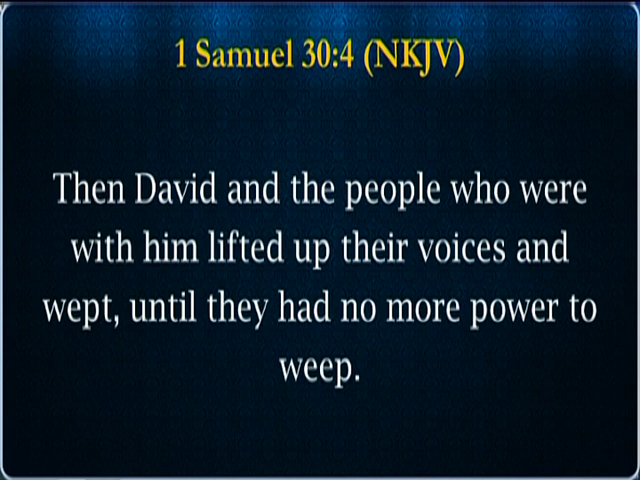 1 Samuel 30:4 (NKJV)
Then David and the people who were
with him lifted up their voices and
wept, until they had no more power to
weep.